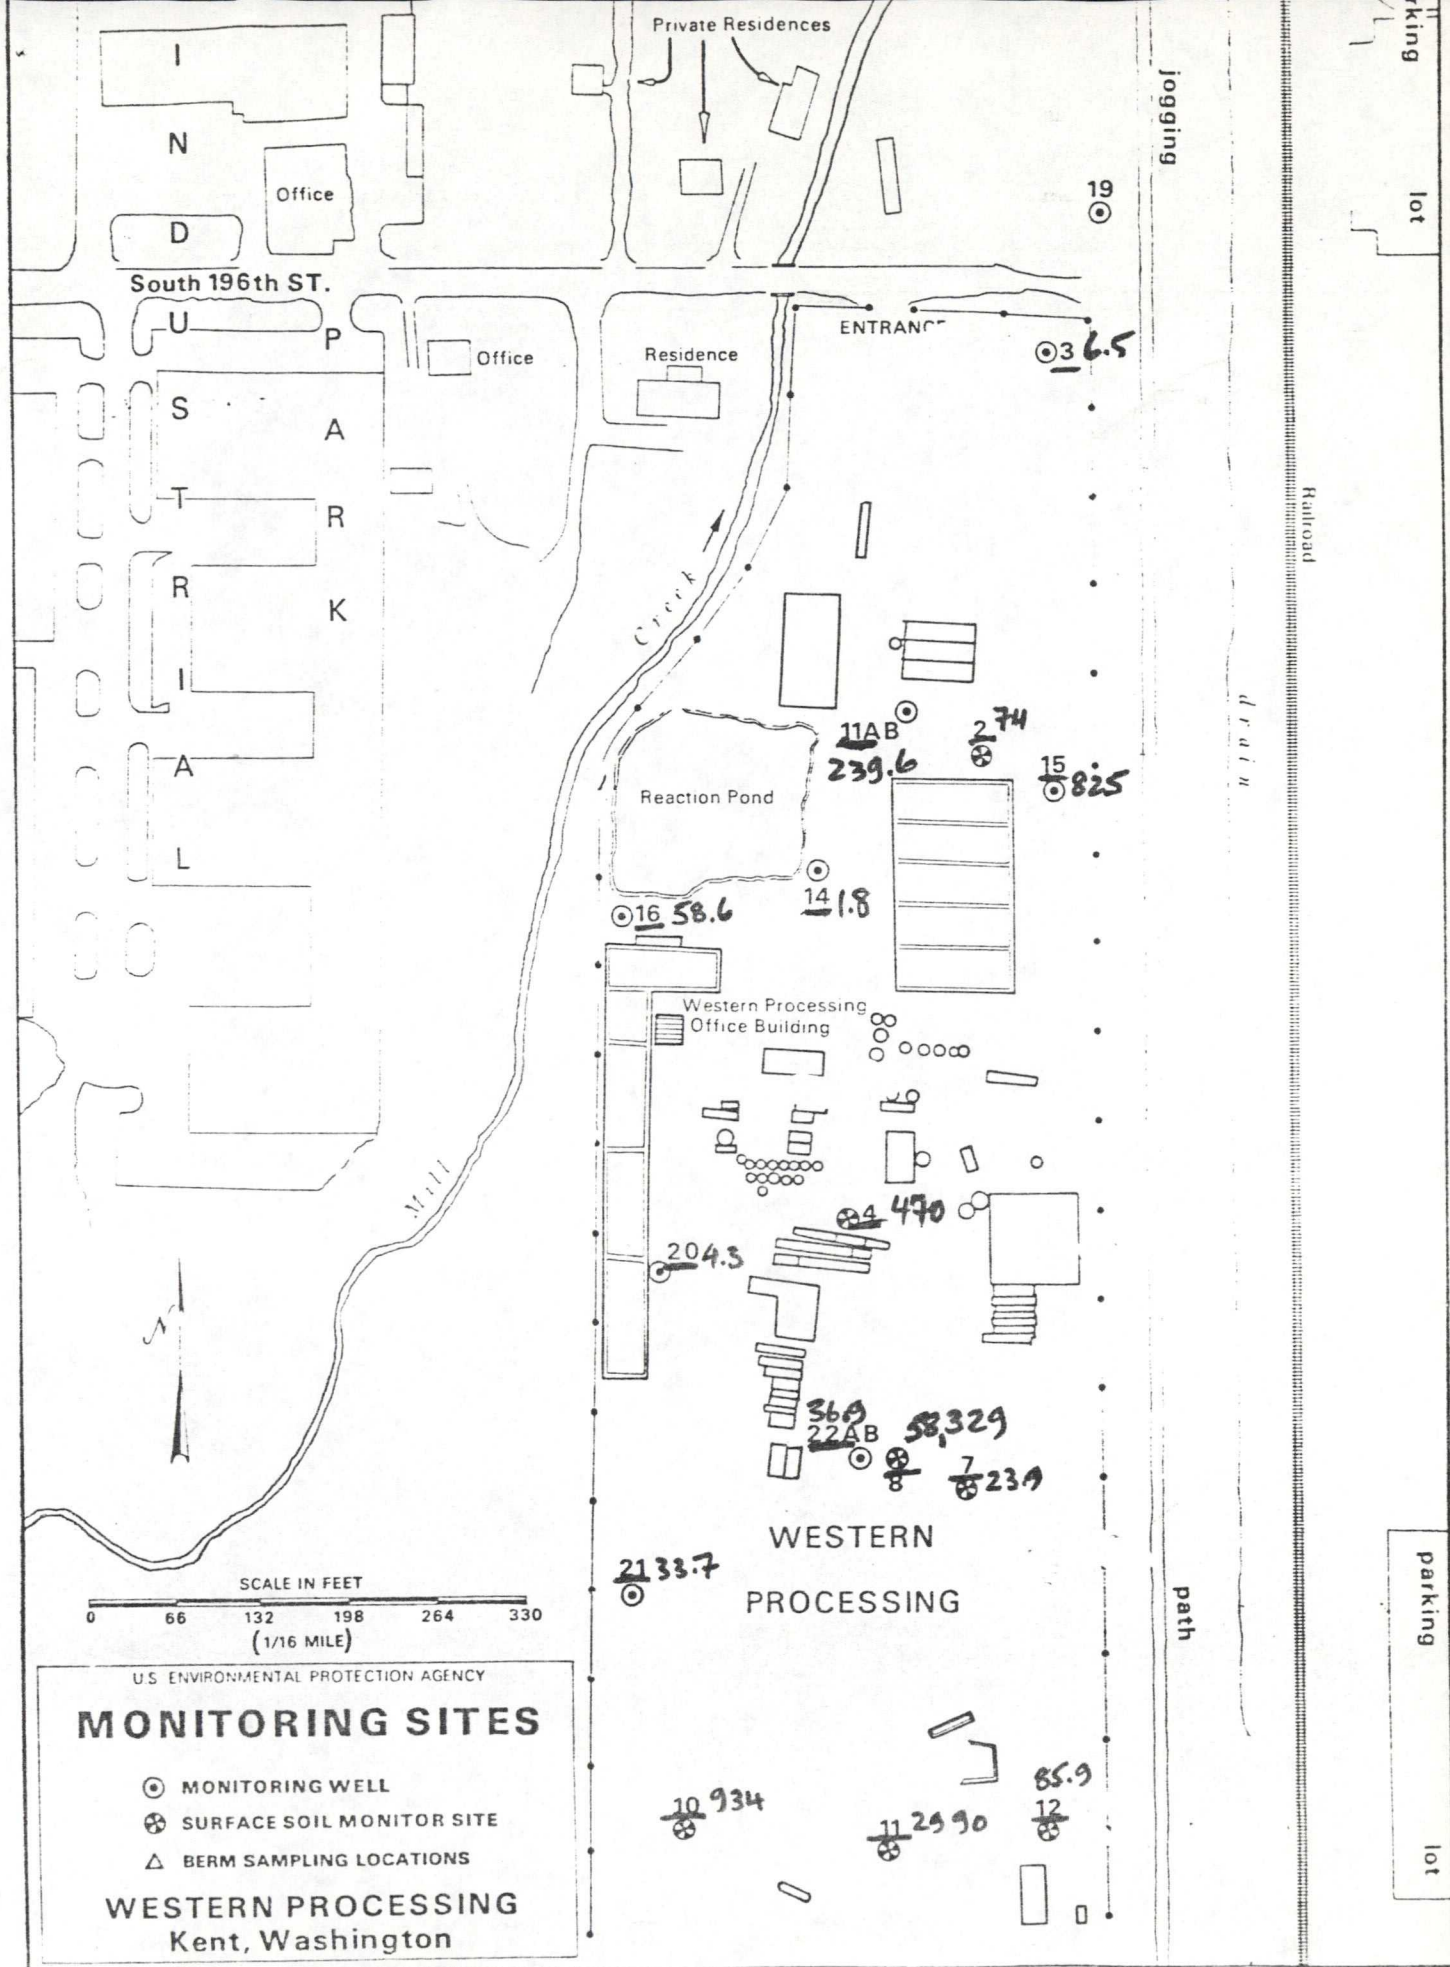 Private Residences
rking
lot
jogging
I
N
D
U
S
T
R
I
A
L
P
A
R
K
Office
19
South 196th ST.
ENTRANCE
3 6.5
Office
Residence
Railroad
Creek
drain
11AB
239.6
2 74
15
825
Reaction Pond
14 1.8
16 58.6
Western Processing
Office Building
Mill
4 470
20 4.3
N
36.9
22AB
58,329
8
7
23.9
WESTERN
PROCESSING
21 33.7
path
parking
lot
SCALE IN FEET
0 66 132 198 264 330
(1/16 MILE)
U.S ENVIRONMENTAL PROTECTION AGENCY
MONITORING SITES
MONITORING WELL
SURFACE SOIL MONITOR SITE
BERM SAMPLING LOCATIONS
WESTERN PROCESSING
Kent, Washington
10 934
11 2990
85.9
12